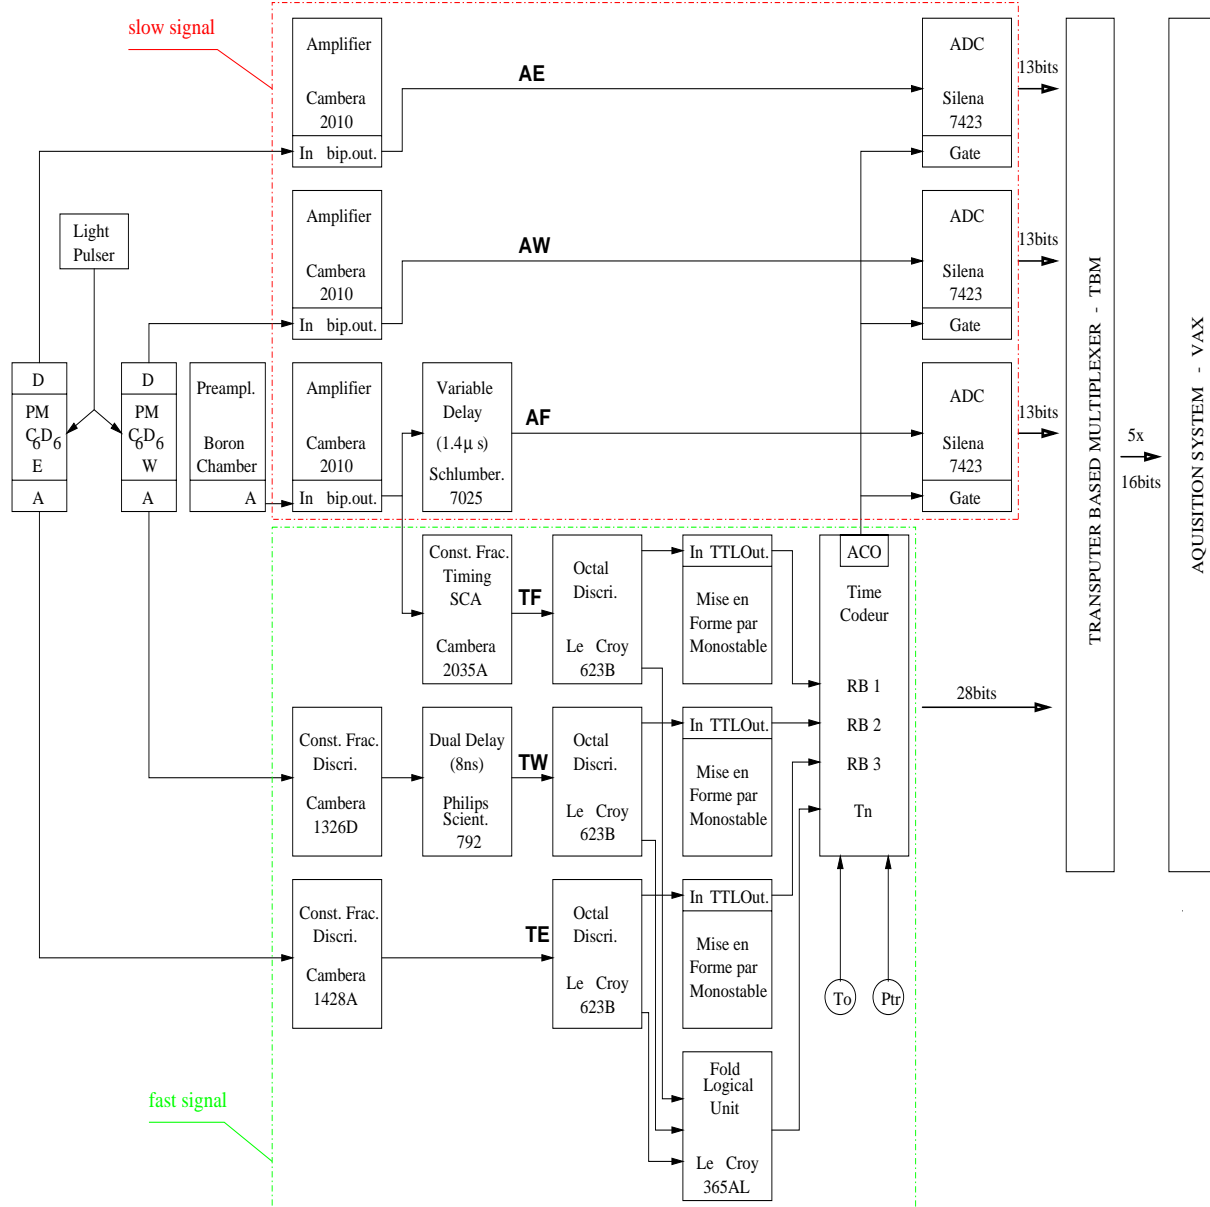 slow signal
Amplifier
Cambera
2010
In bip.out.
AE
ADC
Silena
7423
Gate
13bits
Light
Pulser
Amplifier
Cambera
2010
In bip.out.
AW
ADC
Silena
7423
Gate
13bits
D
PM
C6D6
E
A
D
PM
C6D6
W
A
Preampl.
Boron
Chamber
A
Amplifier
Cambera
2010
In bip.out.
Variable
Delay
(1.4μ s)
Schlumber.
7025
AF
ADC
Silena
7423
Gate
13bits
TRANSPUTER BASED MULTIPLEXER - TBM
5x
16bits
AQUISITION SYSTEM - VAX
Const. Frac.
Timing
SCA
Cambera
2035A
TF
Octal
Discri.
Le Croy
623B
In TTLOut.
Mise en
Forme par
Monostable
ACO
Time
Codeur
RB 1
RB 2
RB 3
Tn
28bits
Const. Frac.
Discri.
Cambera
1326D
Dual Delay
(8ns)
Philips
Scient.
792
TW
Octal
Discri.
Le Croy
623B
In TTLOut.
Mise en
Forme par
Monostable
Const. Frac.
Discri.
Cambera
1428A
TE
Octal
Discri.
Le Croy
623B
In TTLOut.
Mise en
Forme par
Monostable
To
Ptr
fast signal
Fold
Logical
Unit
Le Croy
365AL